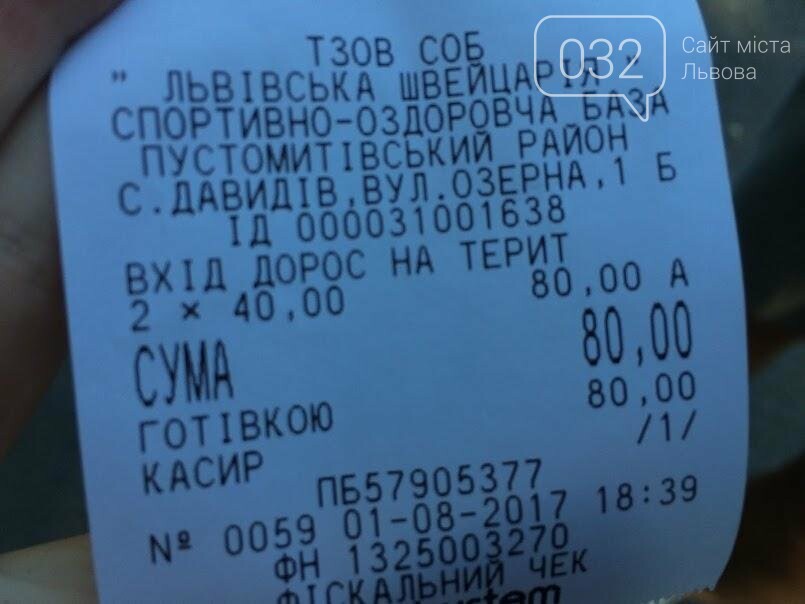 032 Сайт міста Львова
ТЗОВ СОБ
" ЛЬВІВСЬКА ШВЕЙЦАРІЯ "
СПОРТИВНО-ОЗДОРОВЧА БАЗА
ПУСТОМИТІВСЬКИЙ РАЙОН
С.ДАВИДІВ,ВУЛ.ОЗЕРНА,1 Б
ІД 000031001638
ВХІД ДОРОС НА ТЕРИТ
2 × 40,00 80,00 А
СУМА 80,00
ГОТІВКОЮ 80,00
КАСИР /1/
ПБ57905377
№ 0059 01-08-2017 18:39
ФН 1325003270
ФІСКАЛЬНИЙ ЧЕК